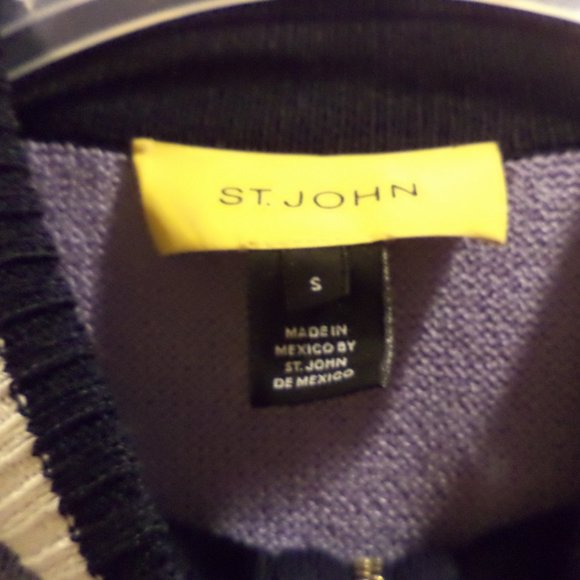 ST. JOHN
S
MADE IN
MEXICO BY
ST. JOHN
DE MEXICO